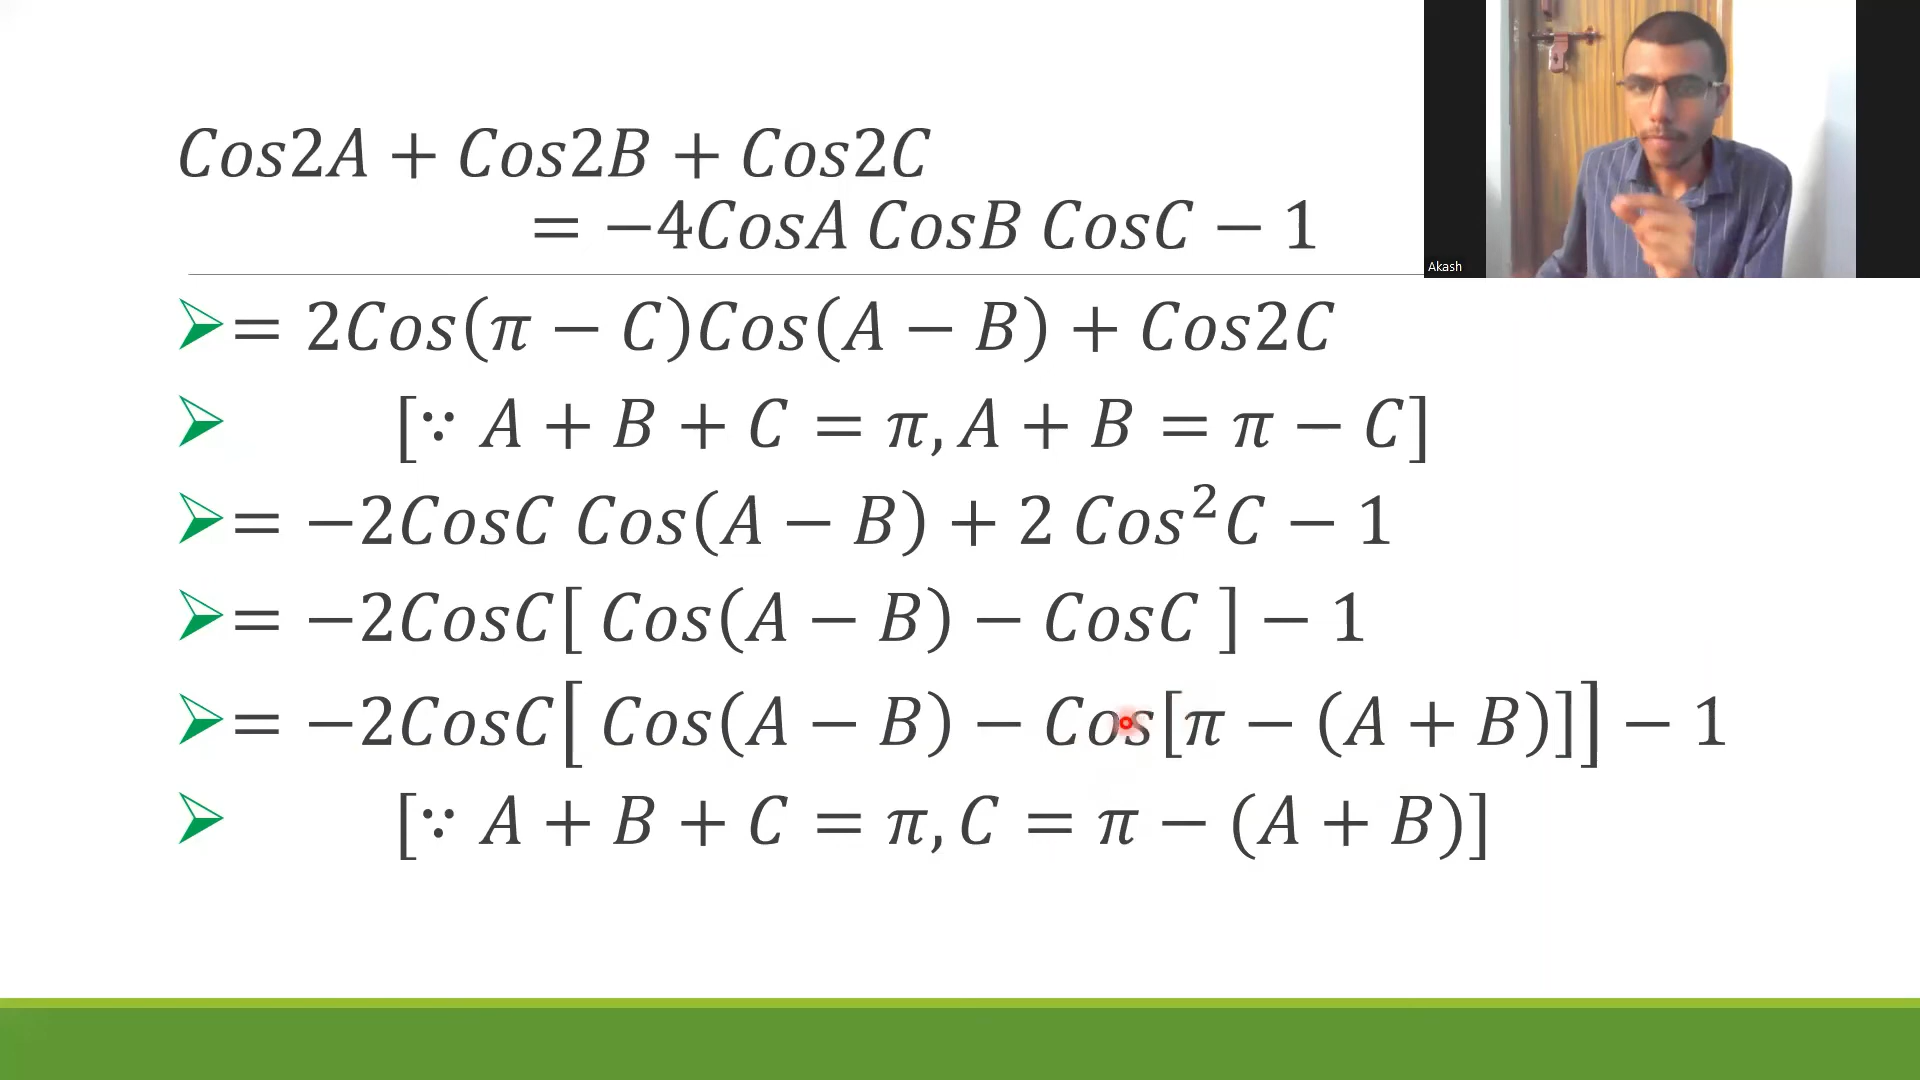 Cos2A + Cos2B + Cos2C
= −4CosA CosB CosC − 1
Akash
= 2Cos(π − C)Cos(A − B) + Cos2C
[∵ A + B + C = π, A + B = π − C]
= −2CosC Cos(A − B) + 2 Cos²C − 1
= −2CosC[ Cos(A − B) − CosC ] − 1
= −2CosC[ Cos(A − B) − Cos[π − (A + B)]] − 1
[∵ A + B + C = π, C = π − (A + B)]